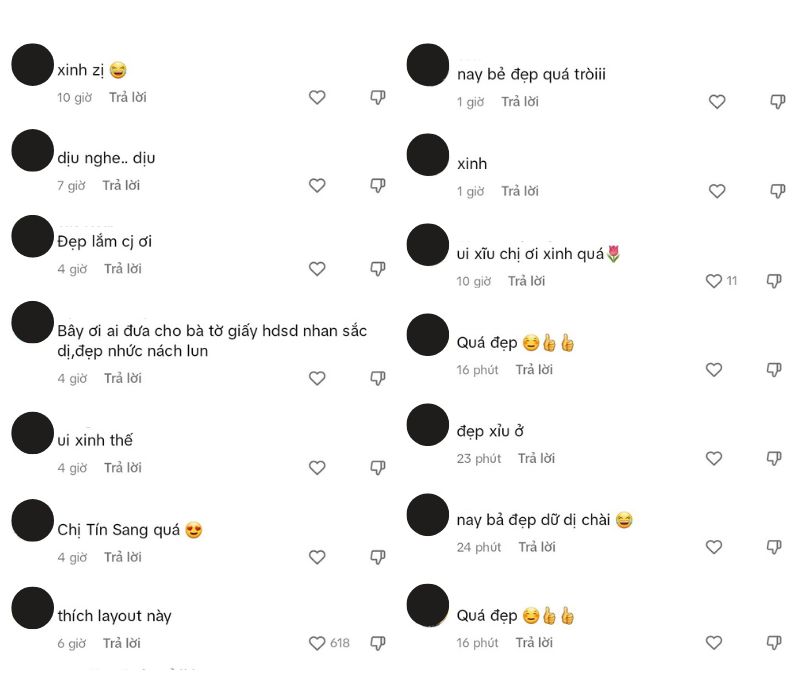 xinh zị 😂
10 giờ Trả lời
dịu nghe.. dịu
7 giờ Trả lời
Đẹp lắm cj ơi
4 giờ Trả lời
Bây ơi ai đưa cho bà tờ giấy hdsd nhan sắc
dị,đẹp nhức nách lun
4 giờ Trả lời
ui xinh thế
4 giờ Trả lời
Chị Tín Sang quá 😍
4 giờ Trả lời
thích layout này
6 giờ Trả lời 618
nay bẻ đẹp quá tròiii
1 giờ Trả lời
xinh
1 giờ Trả lời
ui xĩu chị ơi xinh quá🌷
10 giờ Trả lời 11
Quá đẹp ☺️👍👍
16 phút Trả lời
đẹp xỉu ở
23 phút Trả lời
nay bả đẹp dữ dị chài 😅
24 phút Trả lời
Quá đẹp ☺️👍👍
16 phút Trả lời